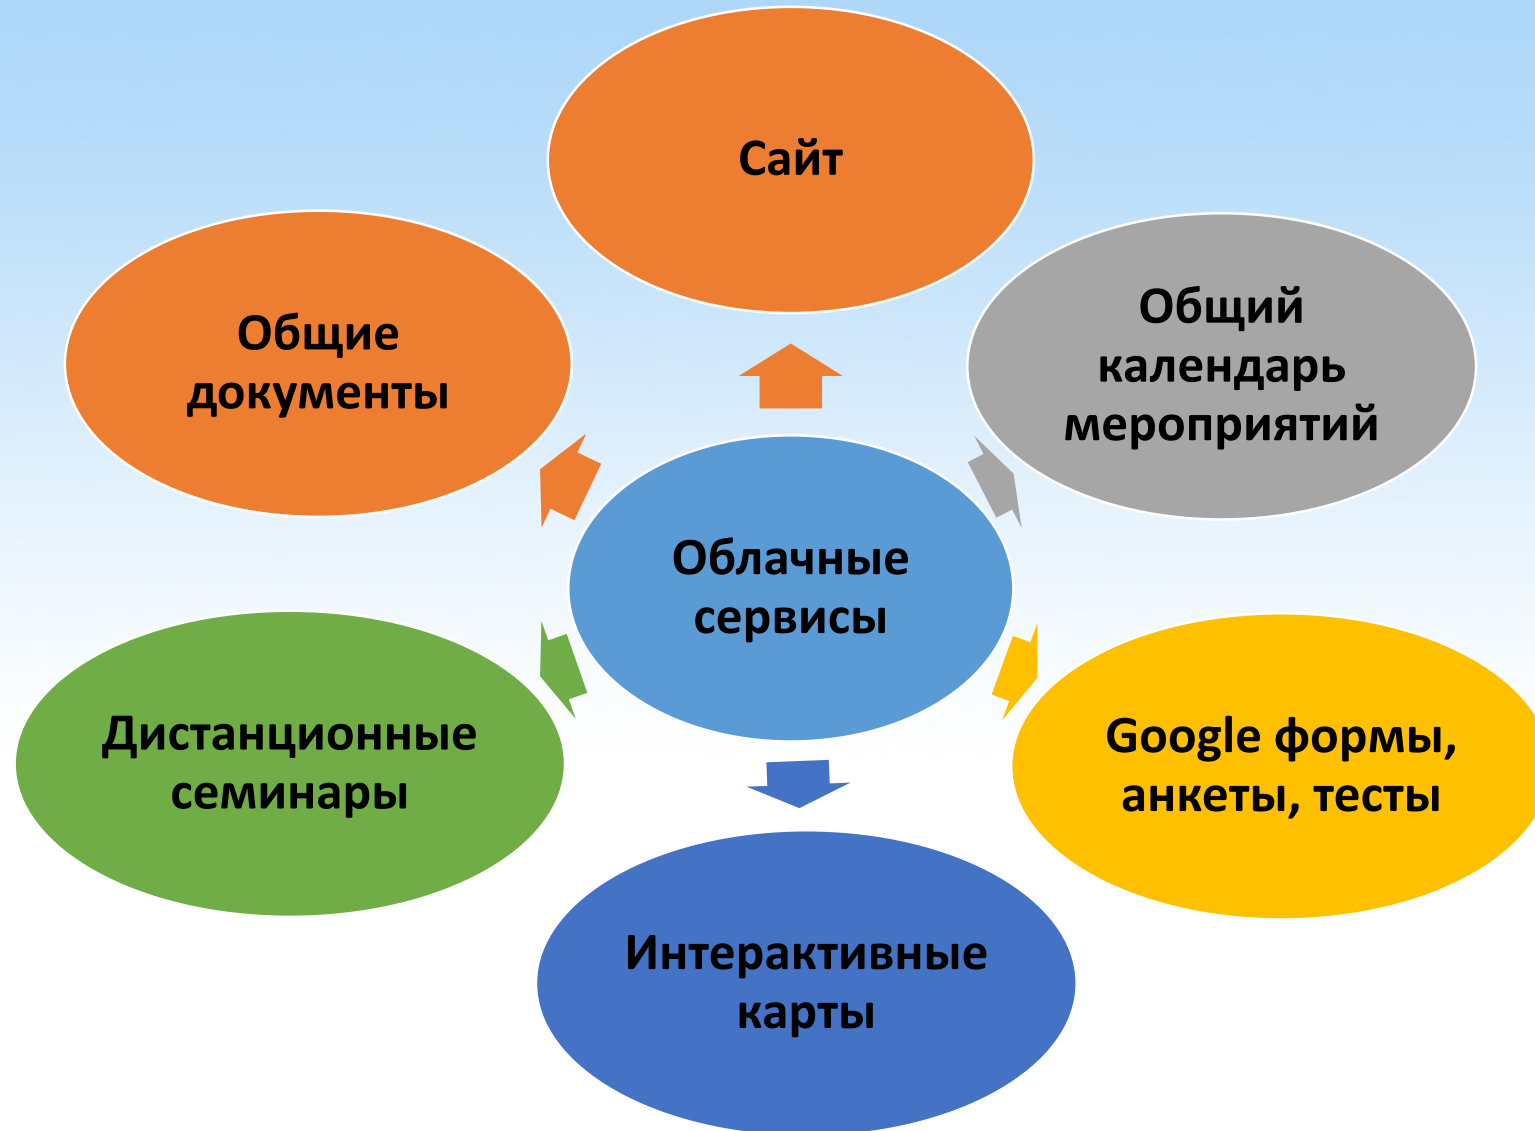 Сайт
Общие
документы
Общий
календарь
мероприятий
Облачные
сервисы
Дистанционные
семинары
Google формы,
анкеты, тесты
Интерактивные
карты